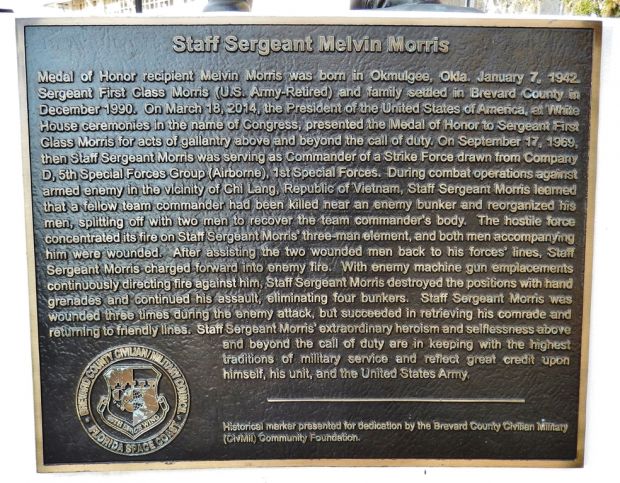 Staff Sergeant Melvin Morris
Medal of Honor recipient Melvin Morris was born in Okmulgee, Okla. January 7, 1942.
Sergeant First Glass Morris (U.S. Army-Retired) and family settled in Brevard County in
December 1990. On March 18, 2014, the President of the United States of America, at White
House ceremonies in the name of Congress, presented the Medal of Honor to Sergeant First
Glass Morris for acts of gallantry above and beyond the call of duty. On September 17, 1969,
then Staff Sergeant Morris was serving as Commander of a Strike Force drawn from Company
D, 5th Special Forces Group (Airborne), 1st Special Forces. During combat operations against
armed enemy in the vicinity of Chi Lang, Republic of Vietnam, Staff Sergeant Morris learned
that a fellow team commander had been killed near an enemy bunker and reorganized his
men, splitting off with two men to recover the team commander's body. The hostile force
concentrated its fire on Staff Sergeant Morris' three-man element, and both men accompanying
him were wounded. After assisting the two wounded men back to his forces' lines, Staff
Sergeant Morris charged forward into enemy fire. With enemy machine gun emplacements
continuously directing fire against him, Staff Sergeant Morris destroyed the positions with hand
grenades and continued his assault, eliminating four bunkers. Staff Sergeant Morris was
wounded three times during the enemy attack, but succeeded in retrieving his comrade and
returning to friendly lines. Staff Sergeant Morris' extraordinary heroism and selflessness above
and beyond the call of duty are in keeping with the highest
traditions of military service and reflect great credit upon
himself, his unit, and the United States Army.
BREVARD COUNTY CIVILIAN/MILITARY COUNCIL
45TH SPACE WING
FLORIDA SPACE COAST
Historical marker presented for dedication by the Brevard County Civilian Military
(CivMil) Community Foundation.